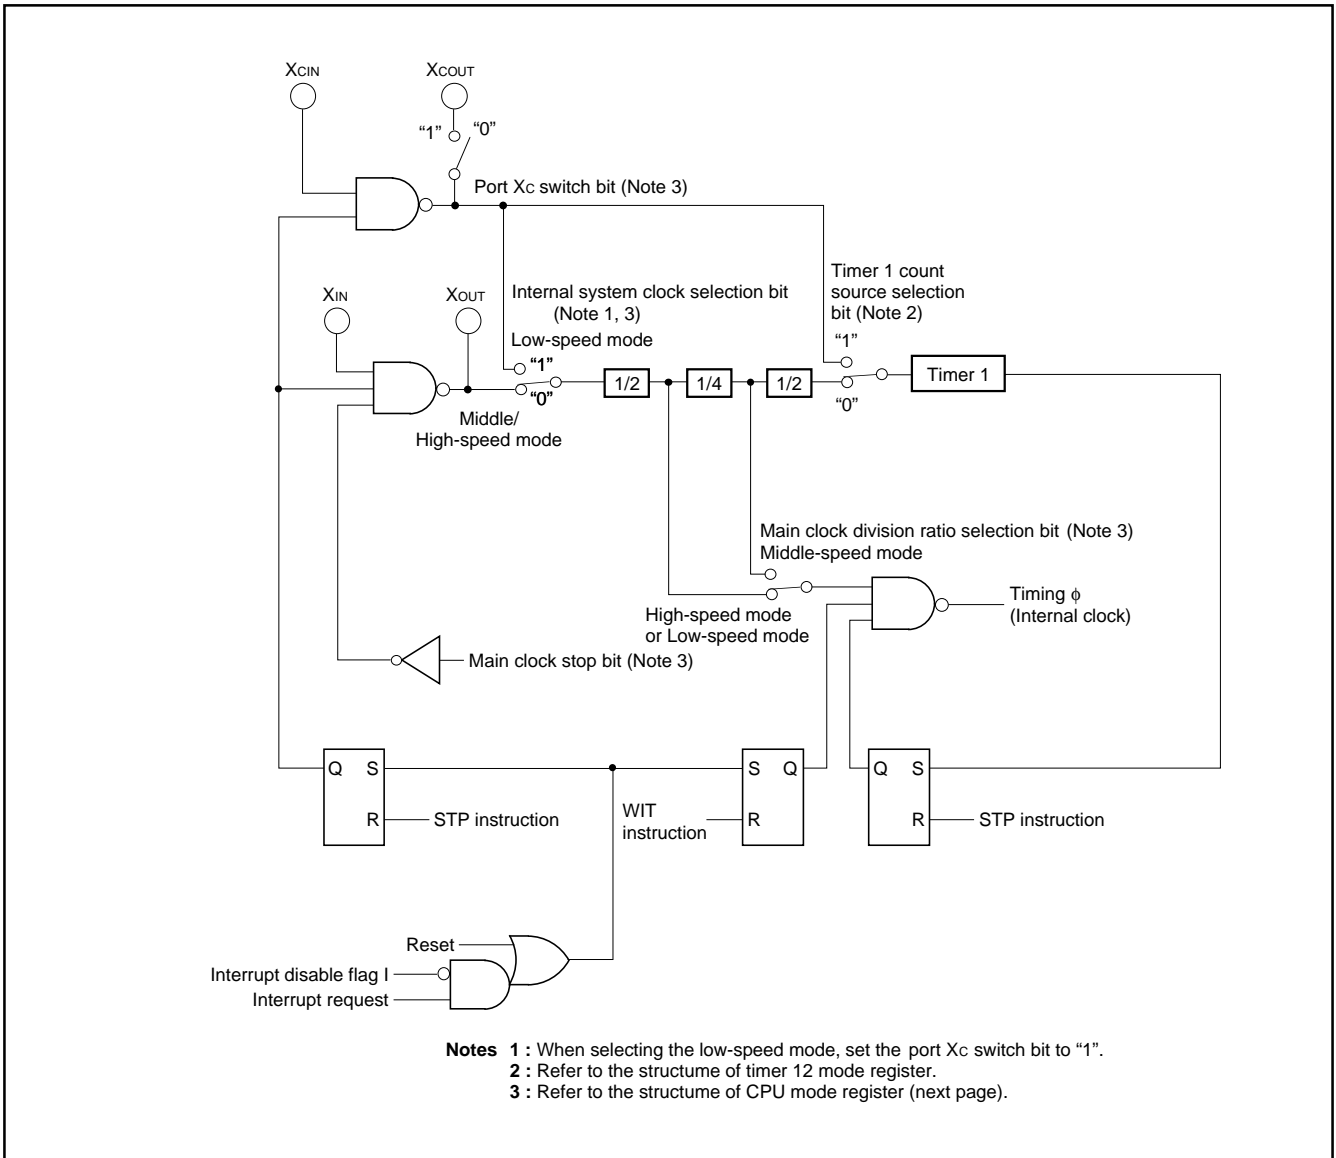 XCIN
XCOUT
“1”
“0”
Port XC switch bit (Note 3)
XIN
XOUT
Internal system clock selection bit
(Note 1, 3)
Low-speed mode
“1”
“0”
Middle/
High-speed mode
1/2
1/4
1/2
Timer 1 count
source selection
bit (Note 2)
“1”
“0”
Timer 1
Main clock division ratio selection bit (Note 3)
Middle-speed mode
High-speed mode
or Low-speed mode
Timing ϕ
(Internal clock)
Main clock stop bit (Note 3)
Q S
R
STP instruction
WIT
instruction
S Q
R
Q S
R
STP instruction
Reset
Interrupt disable flag I
Interrupt request
Notes 1 : When selecting the low-speed mode, set the port XC switch bit to “1”.
2 : Refer to the structume of timer 12 mode register.
3 : Refer to the structume of CPU mode register (next page).